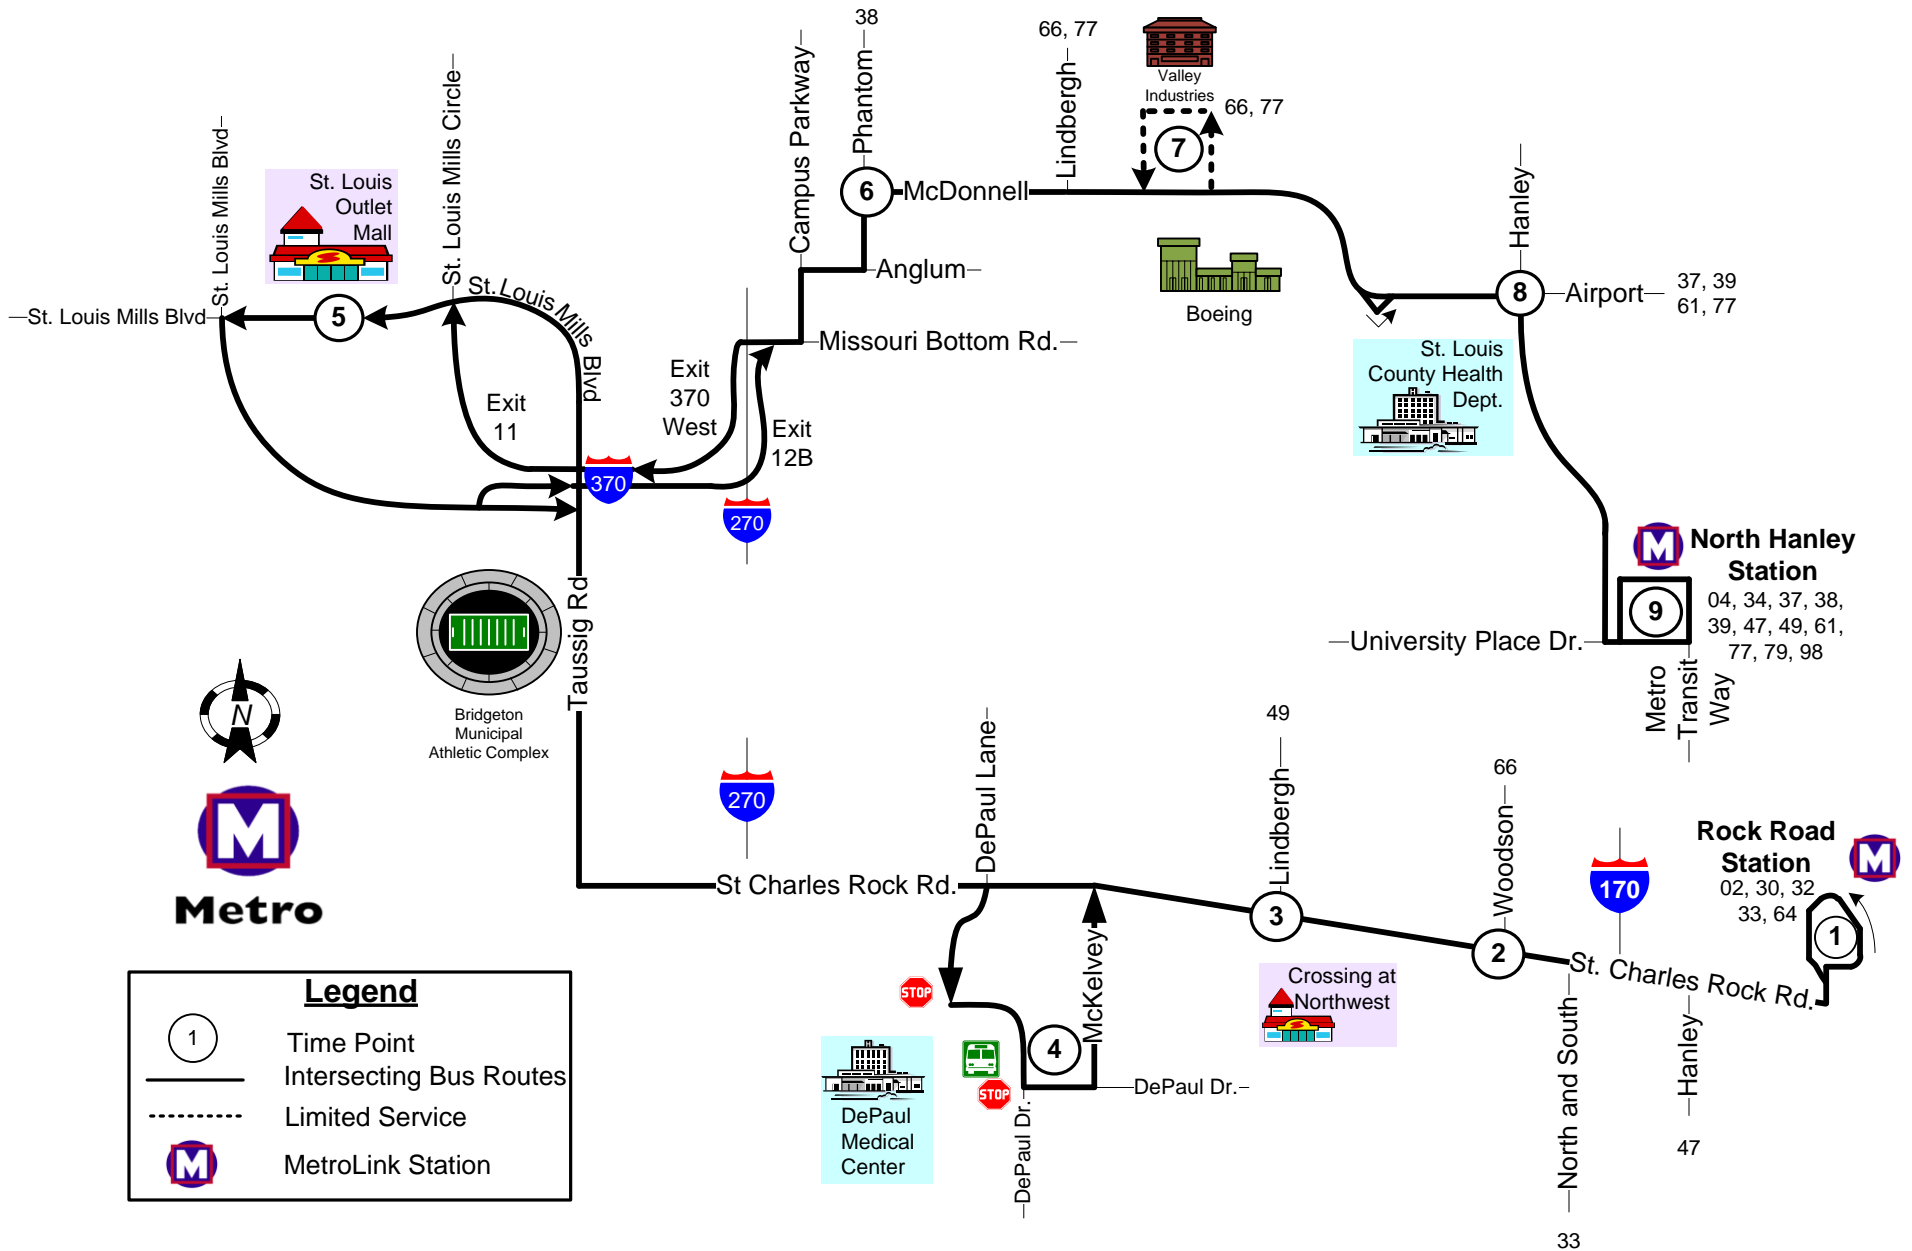 38
66, 77
Valley
Industries
66, 77
St. Louis Mills Blvd
St. Louis Mills Circle
Campus Parkway
Phantom
Lindbergh
7
St. Louis
Outlet
Mall
6
McDonnell
Hanley
St. Louis Mills Blvd
5
St. Louis Mills Blvd
Anglum
Boeing
8
Airport
37, 39
61, 77
Missouri Bottom Rd.
Exit
370
West
Exit
11
Exit
12B
St. Louis
County Health
Dept.
370
270
North Hanley
Station
04, 34, 37, 38,
39, 47, 49, 61,
77, 79, 98
M
9
University Place Dr.
Metro
Transit
Way
Taussig Rd
Bridgeton
Municipal
Athletic Complex
N
M
Metro
270
DePaul Lane
49
Lindbergh
66
Woodson
170
Rock Road
Station
02, 30, 32
33, 64
M
1
St Charles Rock Rd.
3
2
St. Charles Rock Rd.
McKelvey
Crossing at
Northwest
North and South
Hanley
47
33
STOP
4
STOP
DePaul Dr.
DePaul Dr.
DePaul
Medical
Center
Legend
1
Time Point
Intersecting Bus Routes
Limited Service
M
MetroLink Station